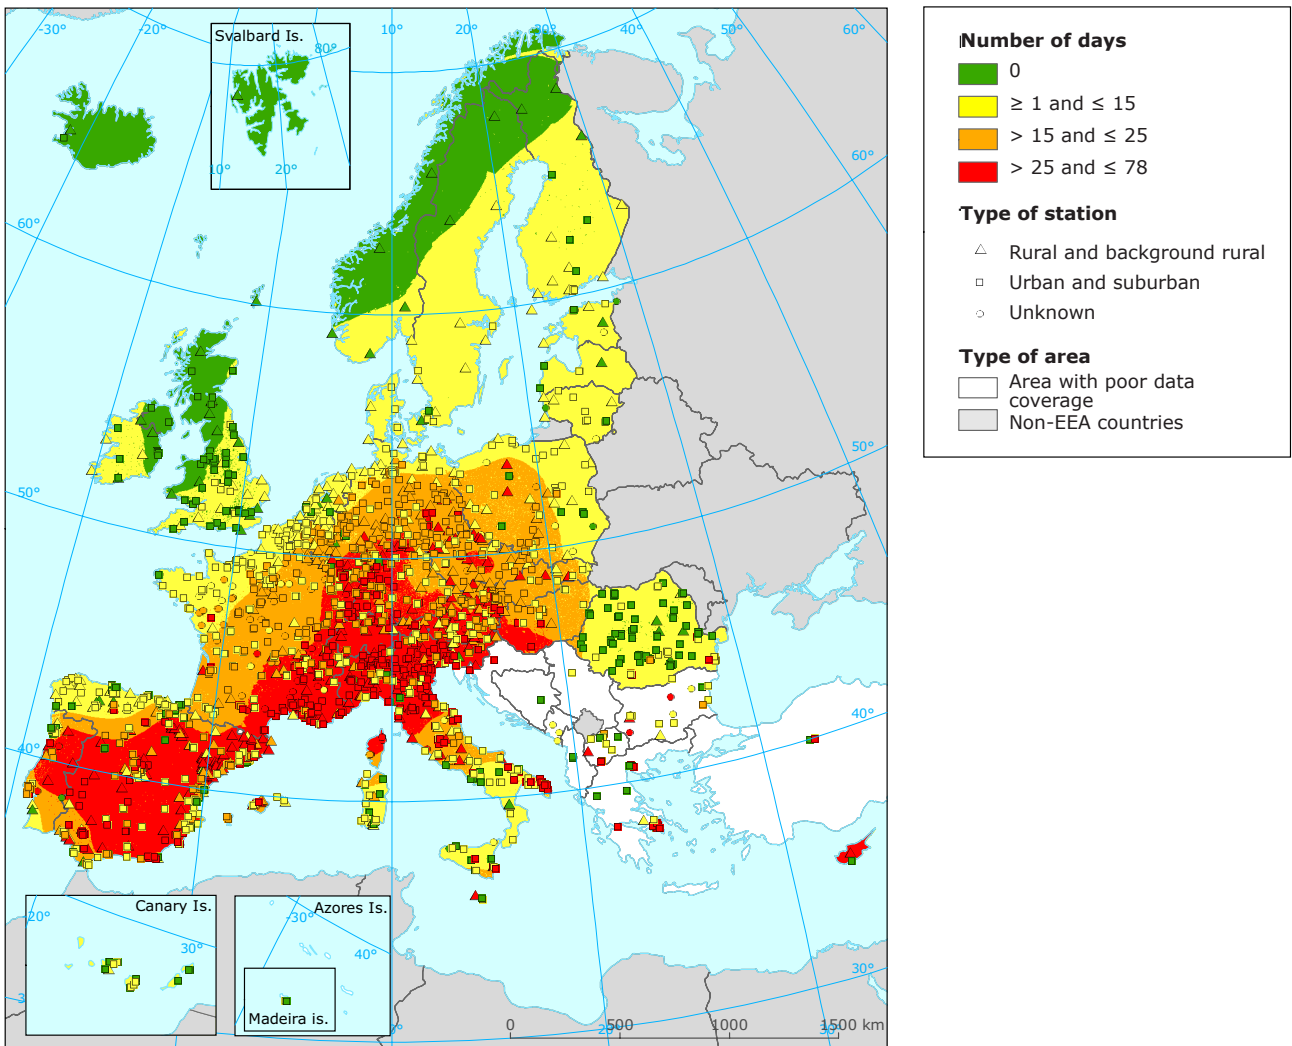 -30°
-20°
Svalbard Is.
80°
10°
20°
10°
20°
30°
40°
50°
60°
60°
60°
50°
50°
40°
40°
Canary Is.
20°
30°
Azores Is.
-30°
40°
Madeira is.
30°
0
500
1000
1500 km
20°
30°
Number of days
0
≥ 1 and ≤ 15
> 15 and ≤ 25
> 25 and ≤ 78
Type of station
Rural and background rural
Urban and suburban
Unknown
Type of area
Area with poor data
coverage
Non-EEA countries